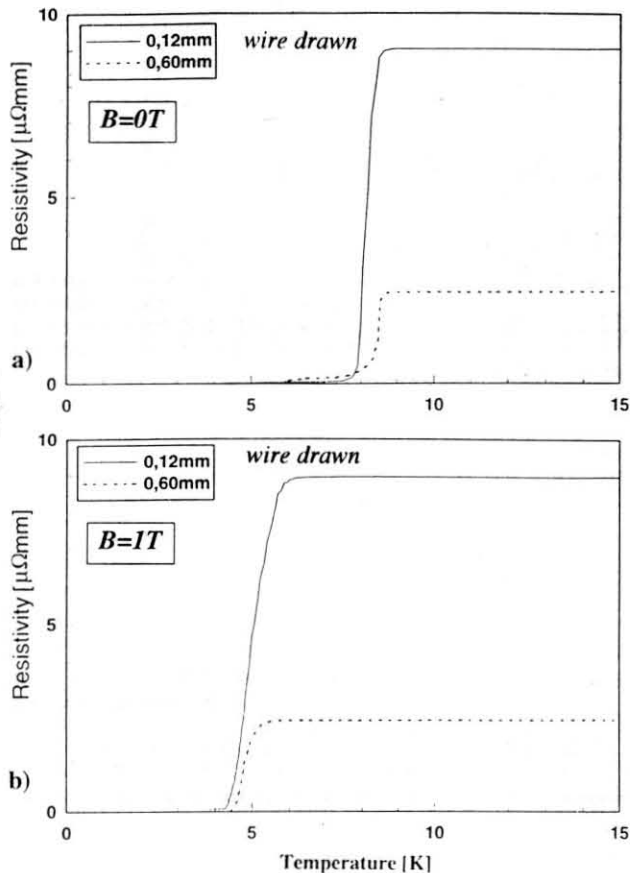 10
0,12mm
0,60mm
wire drawn
B=0T
Resistivity [µΩmm]
5
a)
0
0 5 10 15
10
0,12mm
0,60mm
wire drawn
B=1T
Resistivity [µΩmm]
5
b)
0
0 5 10 15
Temperature [K]